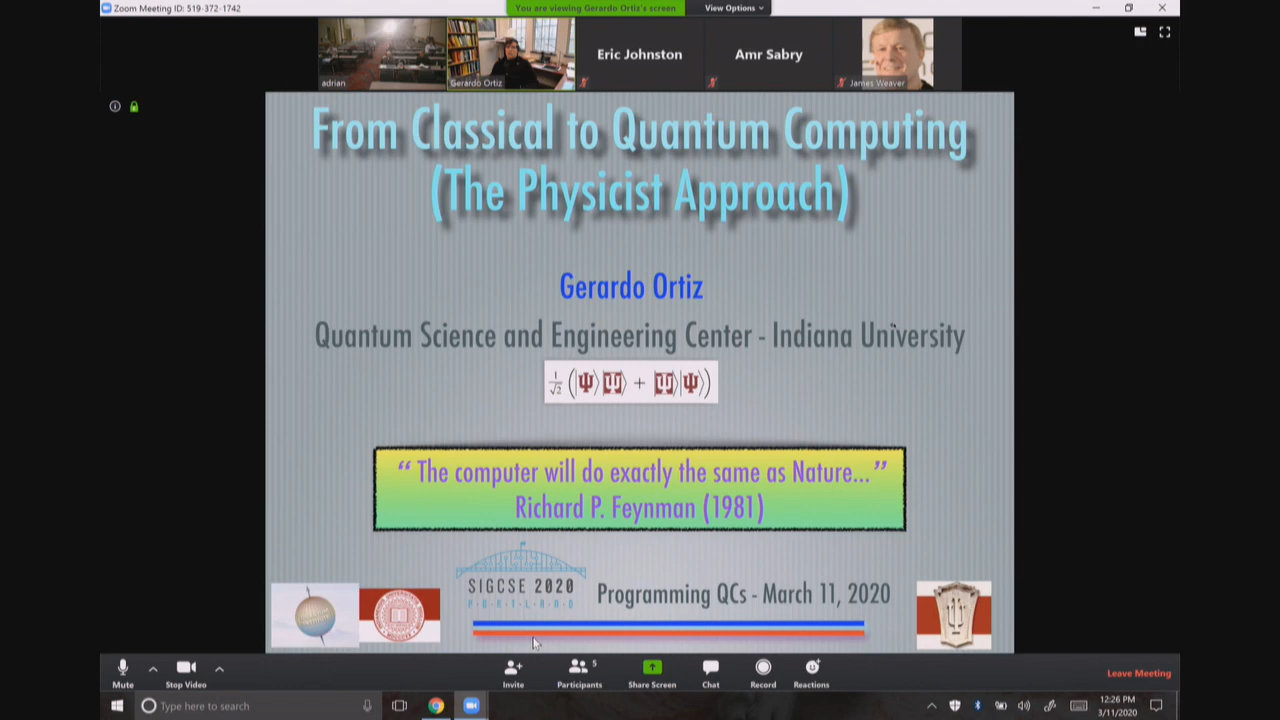 Zoom Meeting ID: 519-372-1742
You are viewing Gerardo Ortiz's screen
View Options
adrian
Gerardo Ortiz
Eric Johnston
Amr Sabry
James Weaver
From Classical to Quantum Computing
(The Physicist Approach)
Gerardo Ortiz
Quantum Science and Engineering Center - Indiana University
1/√2 (|Ψ⟩|Ψ⟩ + |Ψ⟩|Ψ⟩)
“ The computer will do exactly the same as Nature... ”
Richard P. Feynman (1981)
SIGCSE 2020
PORTLAND
Programming QCs - March 11, 2020
Mute
Stop Video
Invite
Participants
5
Share Screen
Chat
Record
Reactions
Leave Meeting
Type here to search
12:26 PM
3/11/2020